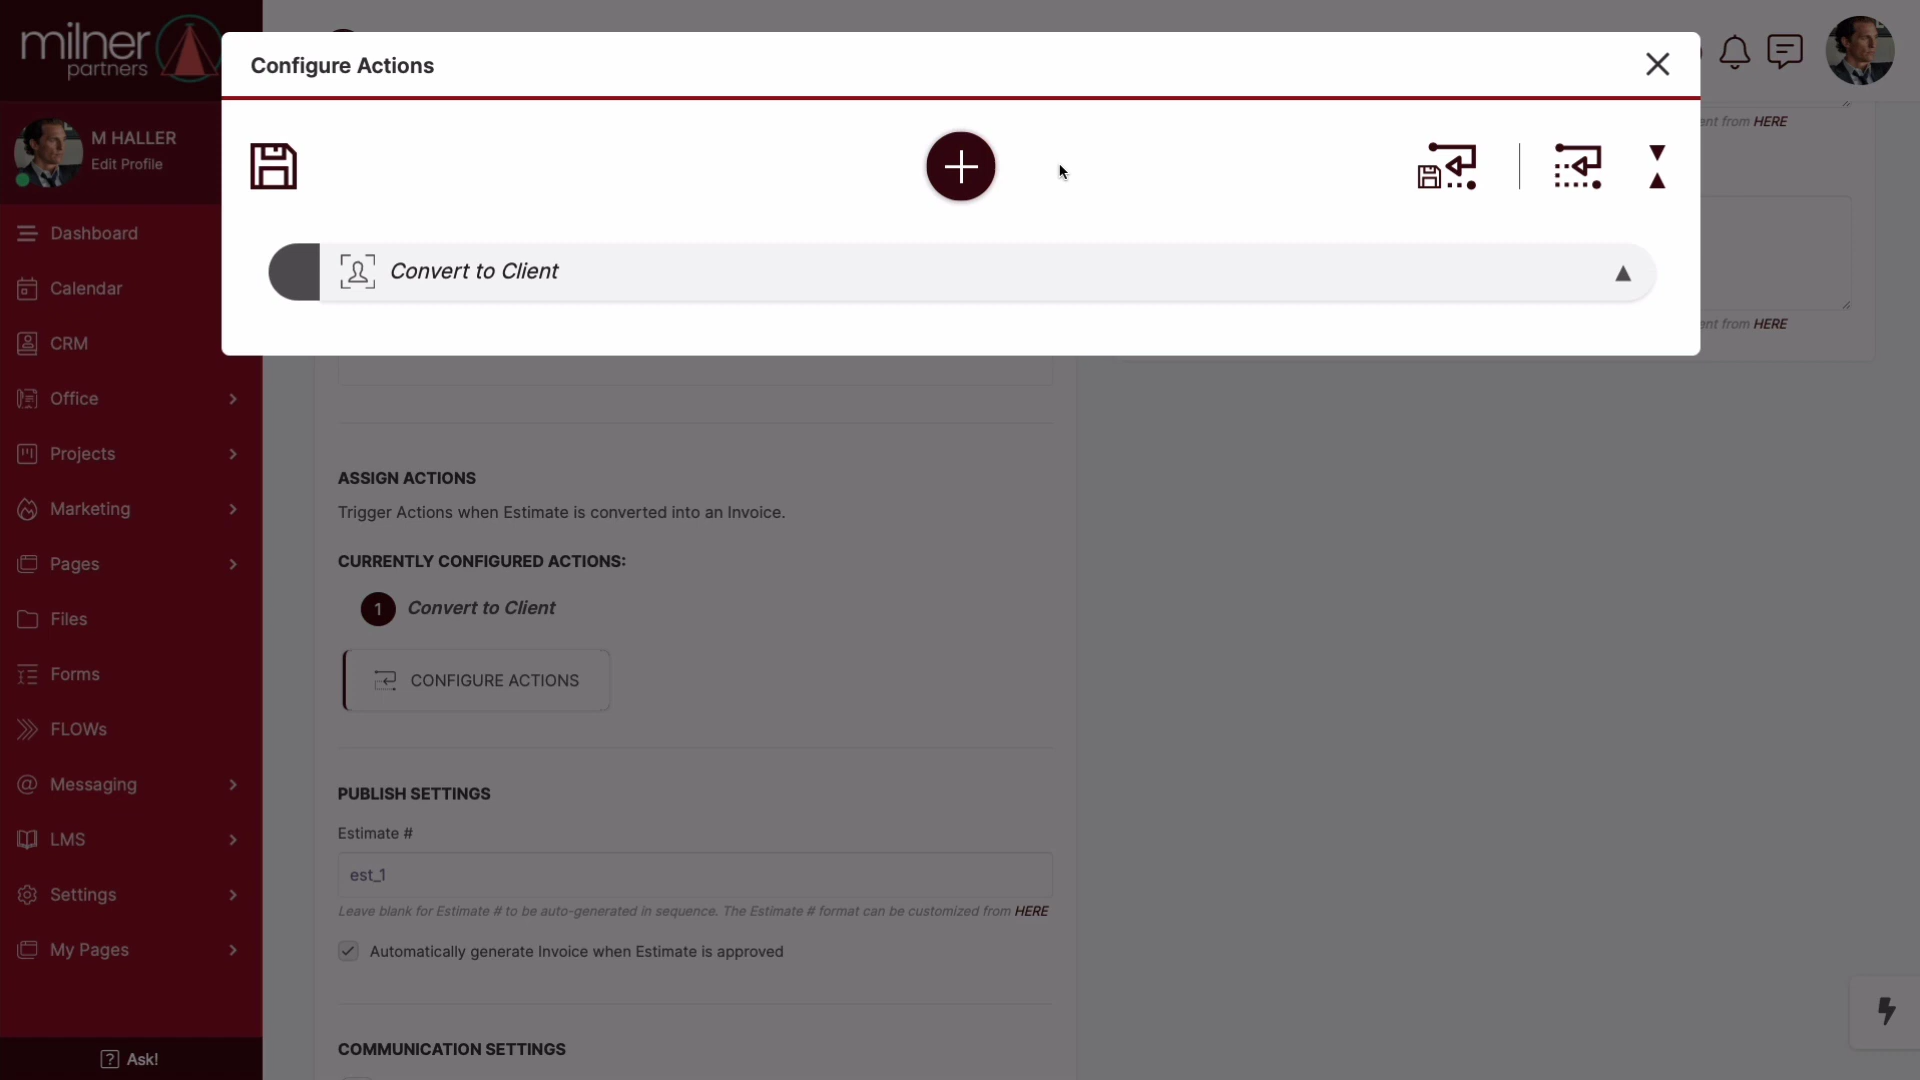 milner
partners
Configure Actions
M HALLER
Edit Profile
Convert to Client
ent from HERE
ent from HERE
Dashboard
Calendar
CRM
Office
Projects
Marketing
Pages
Files
Forms
FLOWs
Messaging
LMS
Settings
My Pages
? Ask!
ASSIGN ACTIONS
Trigger Actions when Estimate is converted into an Invoice.
CURRENTLY CONFIGURED ACTIONS:
1 Convert to Client
CONFIGURE ACTIONS
PUBLISH SETTINGS
Estimate #
est_1
Leave blank for Estimate # to be auto-generated in sequence. The Estimate # format can be customized from HERE
Automatically generate Invoice when Estimate is approved
COMMUNICATION SETTINGS